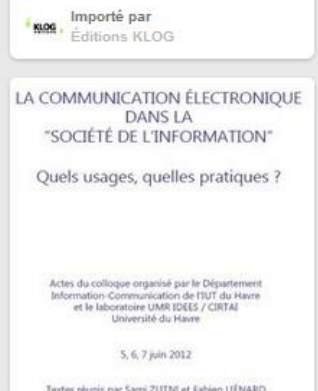 KLOG
Importé par
Éditions KLOG
LA COMMUNICATION ÉLECTRONIQUE
DANS LA
"SOCIÉTÉ DE L'INFORMATION"
Quels usages, quelles pratiques ?
Actes du colloque organisé par le Département
Information-Communication de l'IUT du Havre
et le laboratoire UMR IDEES / CIRTAI
Université du Havre
5, 6, 7 juin 2012
Textes réunis par Sami ZLITNI et Fabien LIÉNARD